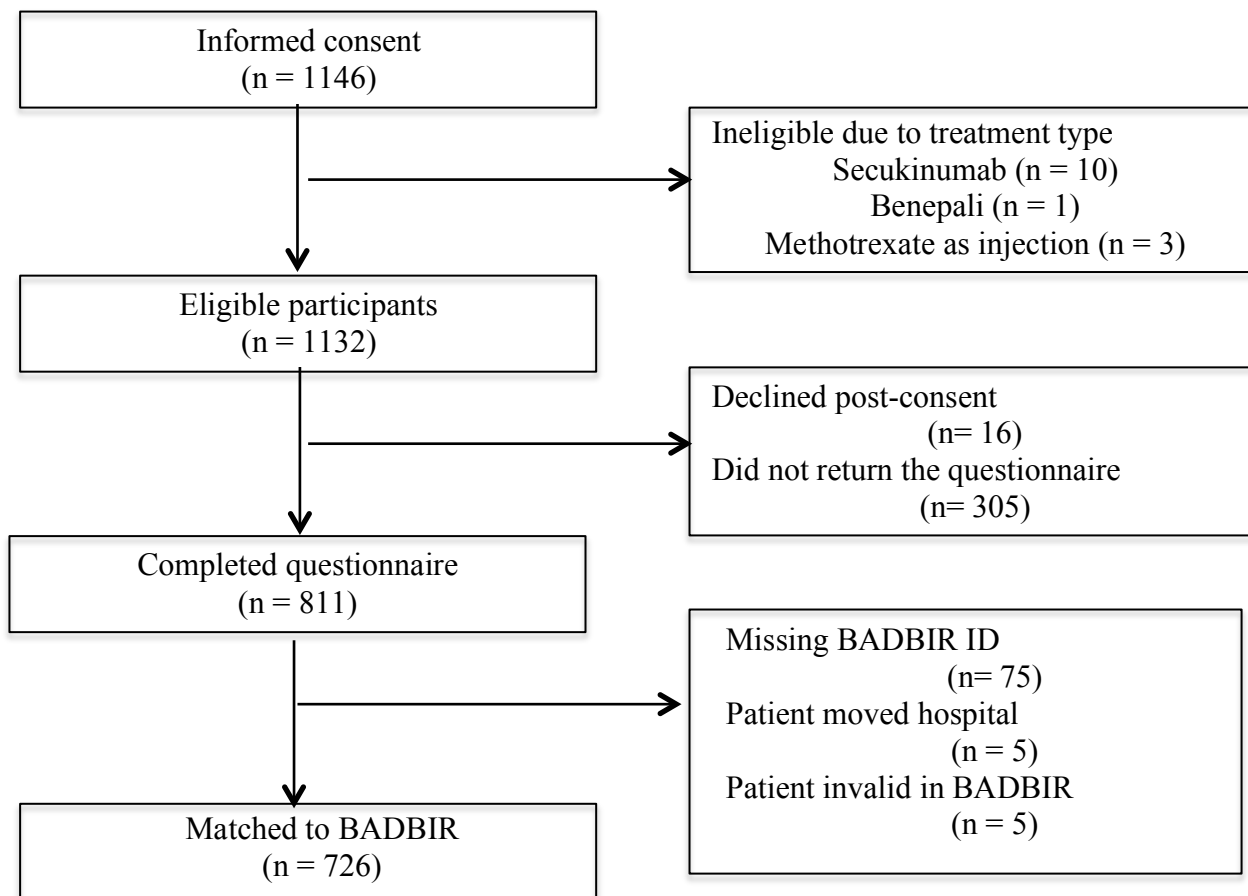 Informed consent
(n = 1146)
Ineligible due to treatment type
Secukinumab (n = 10)
Benepali (n = 1)
Methotrexate as injection (n = 3)
Eligible participants
(n = 1132)
Declined post-consent
(n= 16)
Did not return the questionnaire
(n= 305)
Completed questionnaire
(n = 811)
Missing BADBIR ID
(n= 75)
Patient moved hospital
(n = 5)
Patient invalid in BADBIR
(n = 5)
Matched to BADBIR
(n = 726)